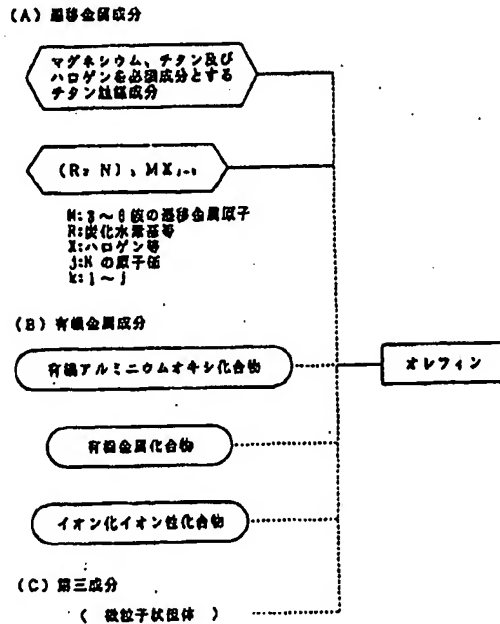 (A) 遷移金属成分
マグネシウム、チタン及び
ハロゲンを必須成分とする
チタン触媒成分
(R₂ N)ₖ MXⱼ₋ₖ
M:3~6族の遷移金属原子
R:炭化水素基等
X:ハロゲン等
j:Mの原子価
k:1~j
(B) 有機金属成分
有機アルミニウムオキシ化合物
オレフィン
有機金属化合物
イオン化イオン性化合物
(C) 第三成分
( 微粒子状担体 )